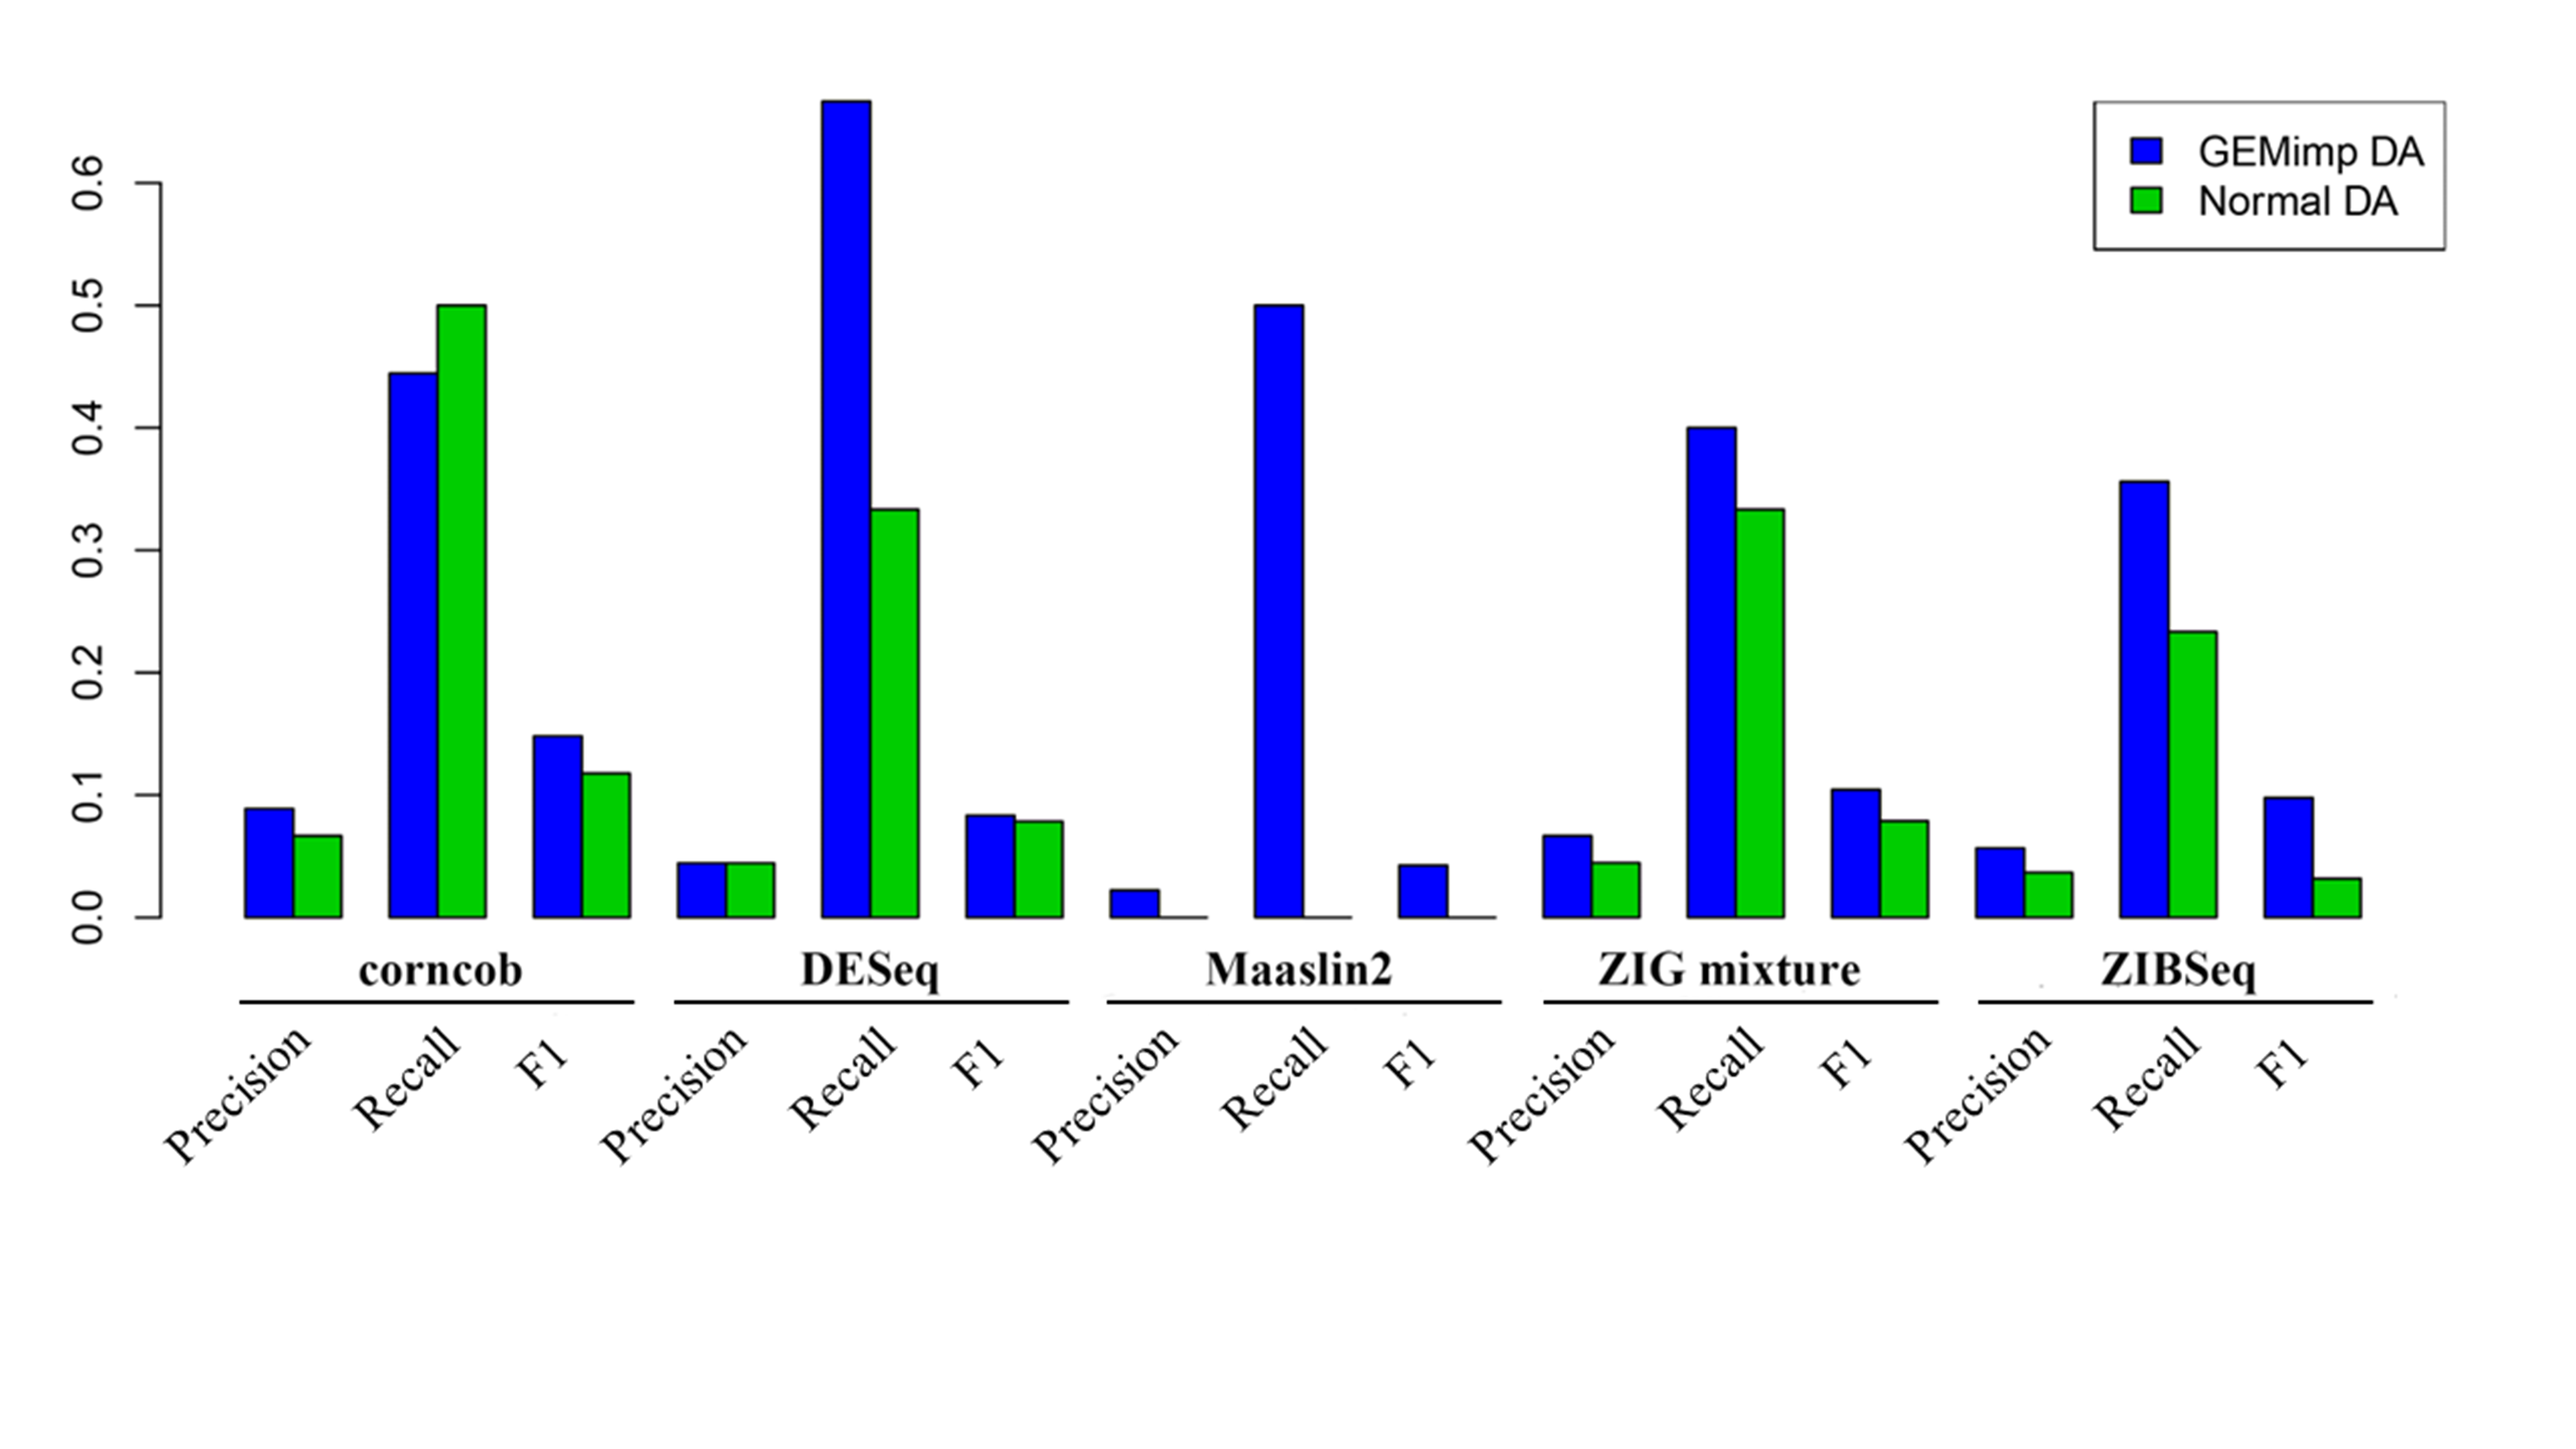 GEMimp DA
Normal DA
0.6
0.5
0.4
0.3
0.2
0.1
0.0
corncob DESeq Maaslin2 ZIG mixture ZIBSeq
Precision Recall F1 Precision Recall F1 Precision Recall F1 Precision Recall F1 Precision Recall F1